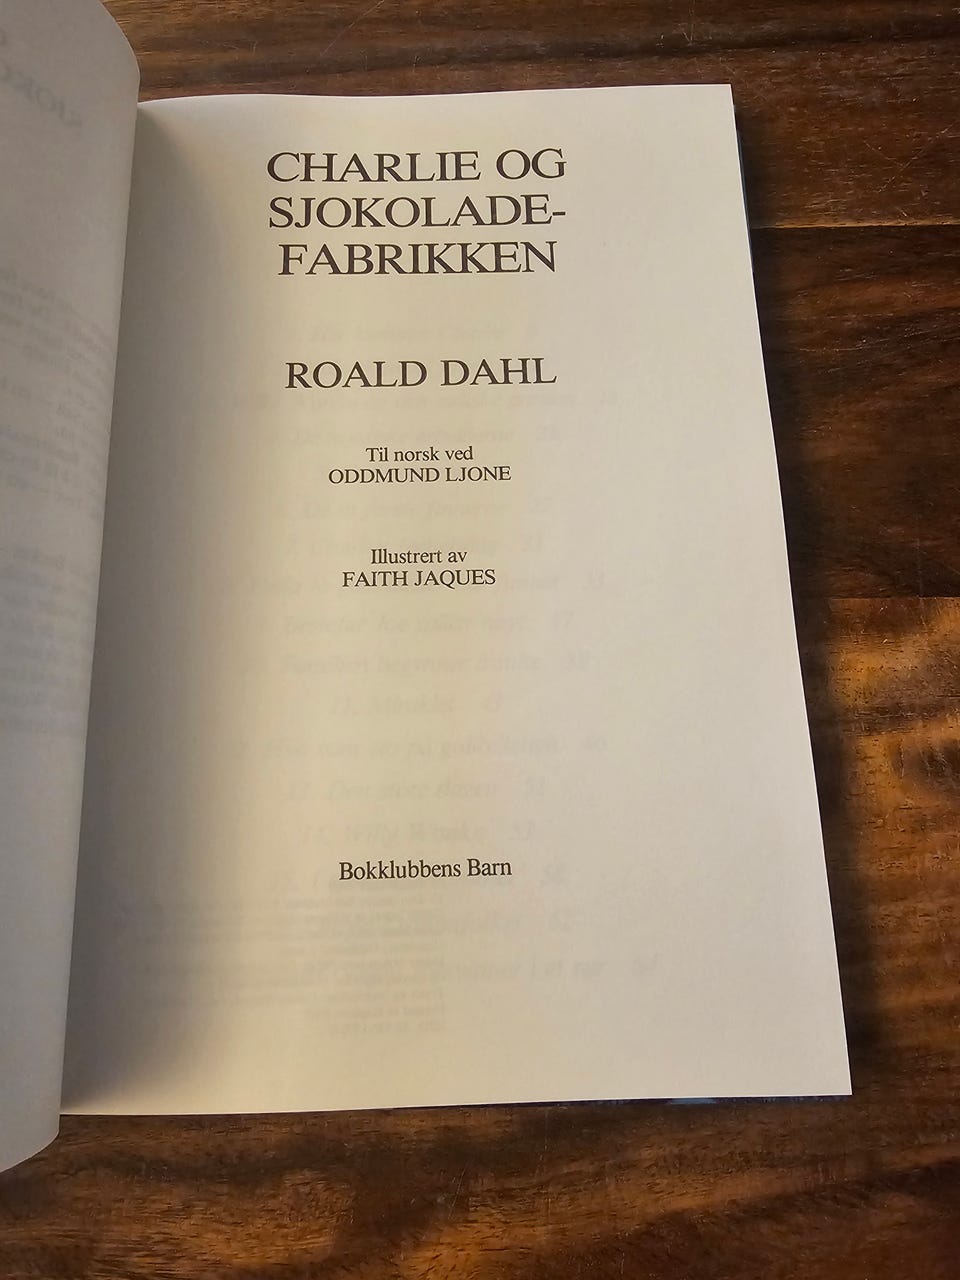 CHARLIE OG
SJOKOLADE-
FABRIKKEN
ROALD DAHL
Til norsk ved
ODDMUND LJONE
Illustrert av
FAITH JAQUES
Bokklubbens Barn